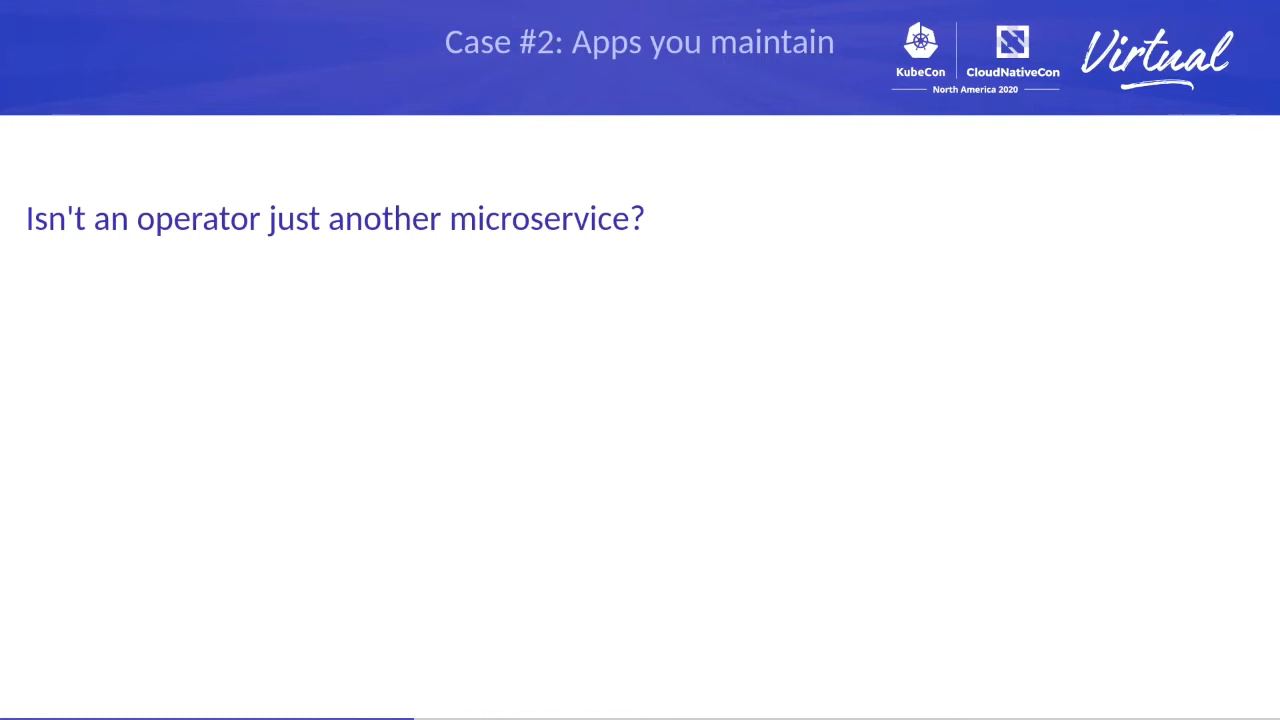 Case #2: Apps you maintain
KubeCon
CloudNativeCon
North America 2020
Virtual
Isn't an operator just another microservice?